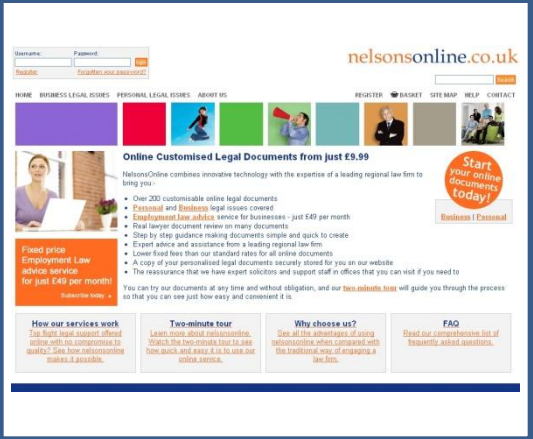 Username: Password:
nelsonsonline.co.uk
login
Register Forgotten your password?
Search
HOME BUSINESS LEGAL ISSUES PERSONAL LEGAL ISSUES ABOUT US REGISTER BASKET SITE MAP HELP CONTACT
Online Customised Legal Documents from just £9.99
NelsonsOnline combines innovative technology with the expertise of a leading regional law firm to
bring you:-
Over 200 customisable online legal documents
Personal and Business legal issues covered
Employment law advice service for businesses - just £49 per month
Real lawyer document review on many documents
Step by step guidance making documents simple and quick to create
Expert advice and assistance from a leading regional law firm
Lower fixed fees than our standard rates for all online documents
A copy of your personalised legal documents securely stored for you on our website
The reassurance that we have expert solicitors and support staff in offices that you can visit if you need to
You can try our documents at any time and without obligation, and our two-minute tour will guide you through the process
so that you can see just how easy and convenient it is
Start
your online
documents
today!
Business | Personal
Fixed price
Employment Law
advice service
for just £49 per month!
Subscribe today
How our services work
Top flight legal support offered
online with no compromise to
quality? See how nelsonsonline
makes it possible.
Two-minute tour
Learn more about nelsonsonline.
Watch the two-minute tour to see
how quick and easy it is to use our
online service.
Why choose us?
See all the advantages of using
nelsonsonline when compared with
the traditional way of engaging a
law firm.
FAQ
Read our comprehensive list of
frequently asked questions.